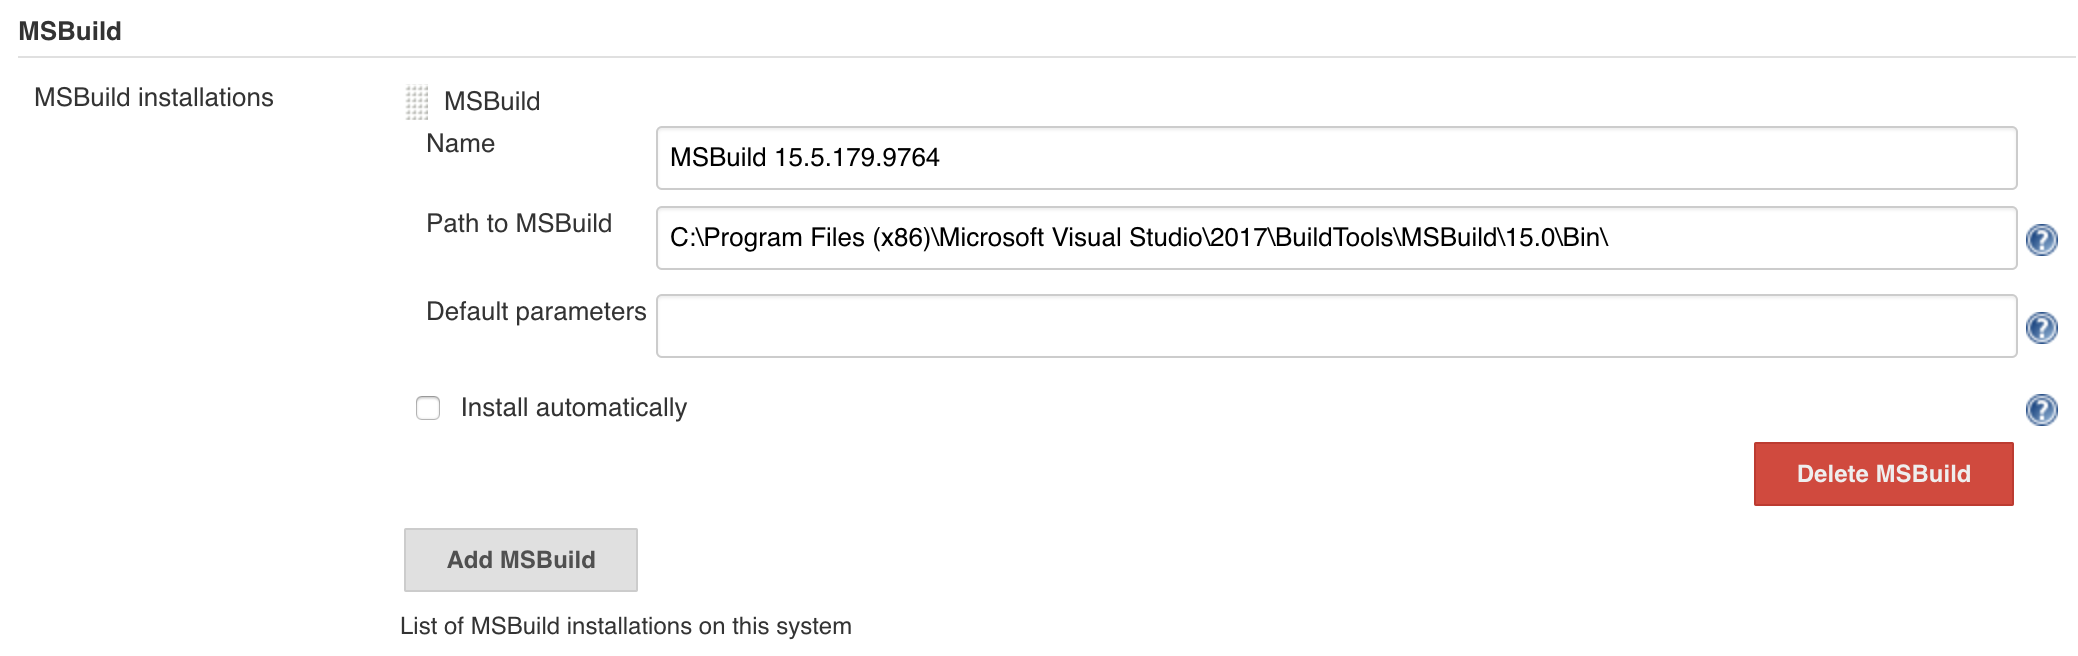 MSBuild
MSBuild installations
MSBuild
Name
MSBuild 15.5.179.9764
Path to MSBuild
C:\Program Files (x86)\Microsoft Visual Studio\2017\BuildTools\MSBuild\15.0\Bin\
?
Default parameters
?
Install automatically
?
Delete MSBuild
Add MSBuild
List of MSBuild installations on this system